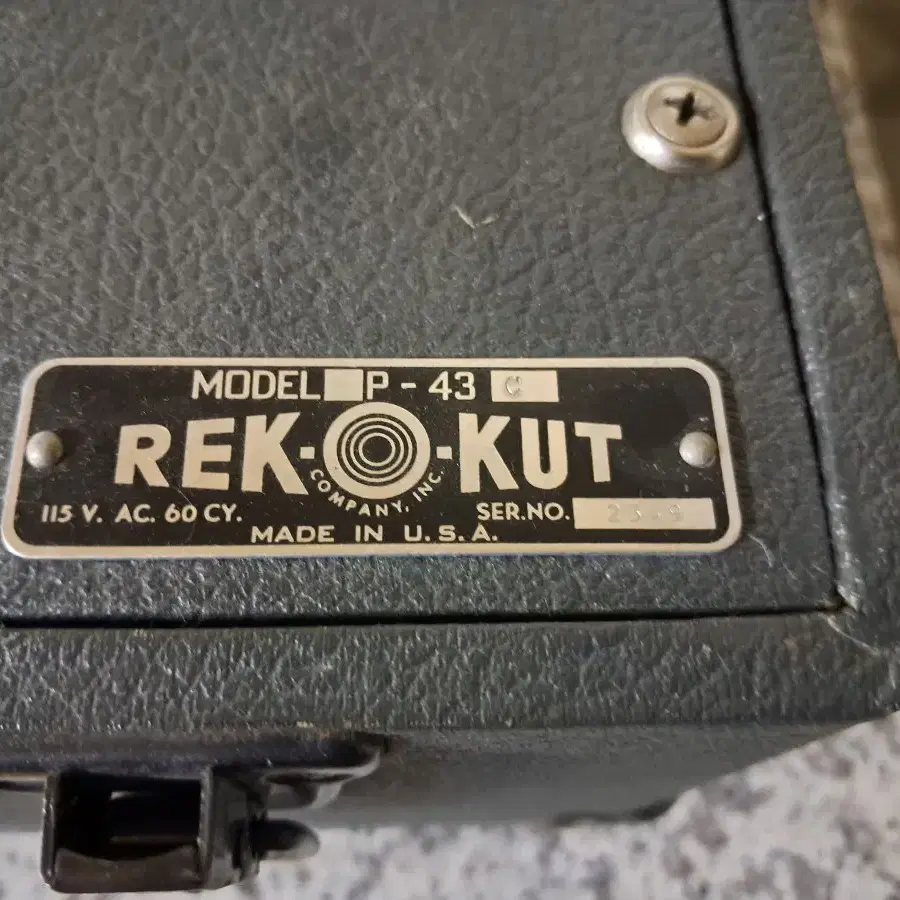 MODEL P-43 C
REK-O-KUT
COMPANY, INC.
115 V. AC. 60 CY.
SER.NO.
MADE IN U.S.A.